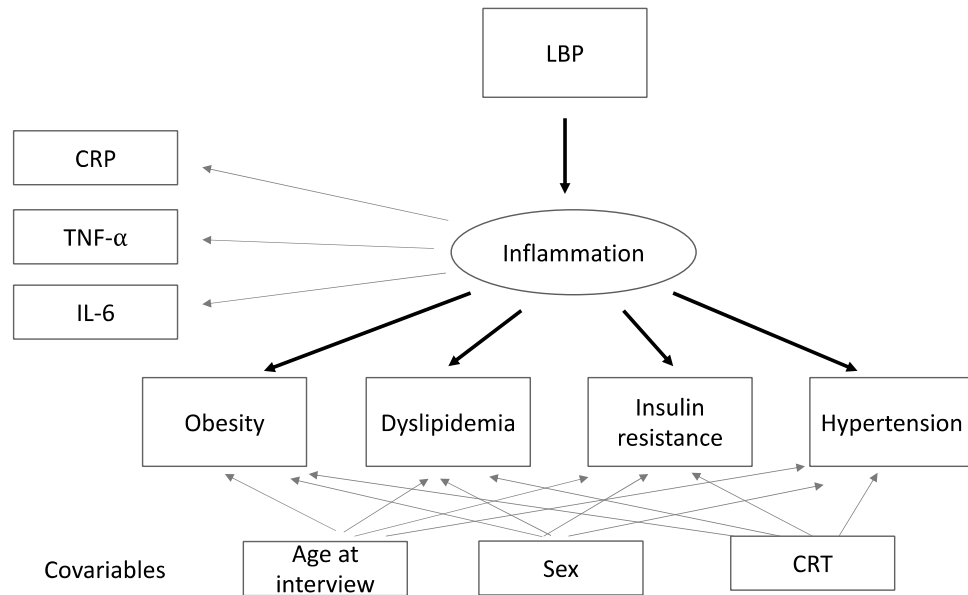 LBP
CRP
TNF-α
IL-6
Inflammation
Obesity
Dyslipidemia
Insulin
resistance
Hypertension
Covariables
Age at
interview
Sex
CRT